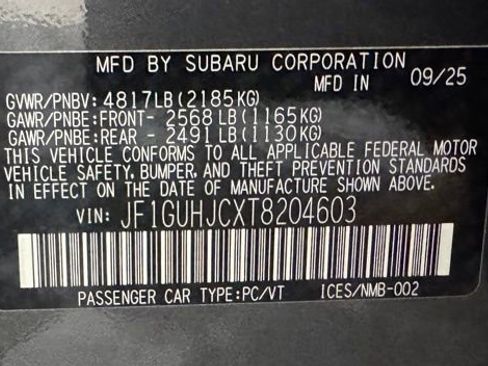 MFD BY SUBARU CORPORATION
MFD IN 09/25
GVWR/PNBV: 4817LB(2185KG)
GAWR/PNBE:FRONT- 2568LB(1165KG)
GAWR/PNBE:REAR - 2491LB(1130KG)
THIS VEHICLE CONFORMS TO ALL APPLICABLE FEDERAL MOTOR
VEHICLE SAFETY, BUMPER, AND THEFT PREVENTION STANDARDS
IN EFFECT ON THE DATE OF MANUFACTURE SHOWN ABOVE.
VIN: JF1GUHJCXT8204603
PASSENGER CAR TYPE:PC/VT ICES/NMB-002